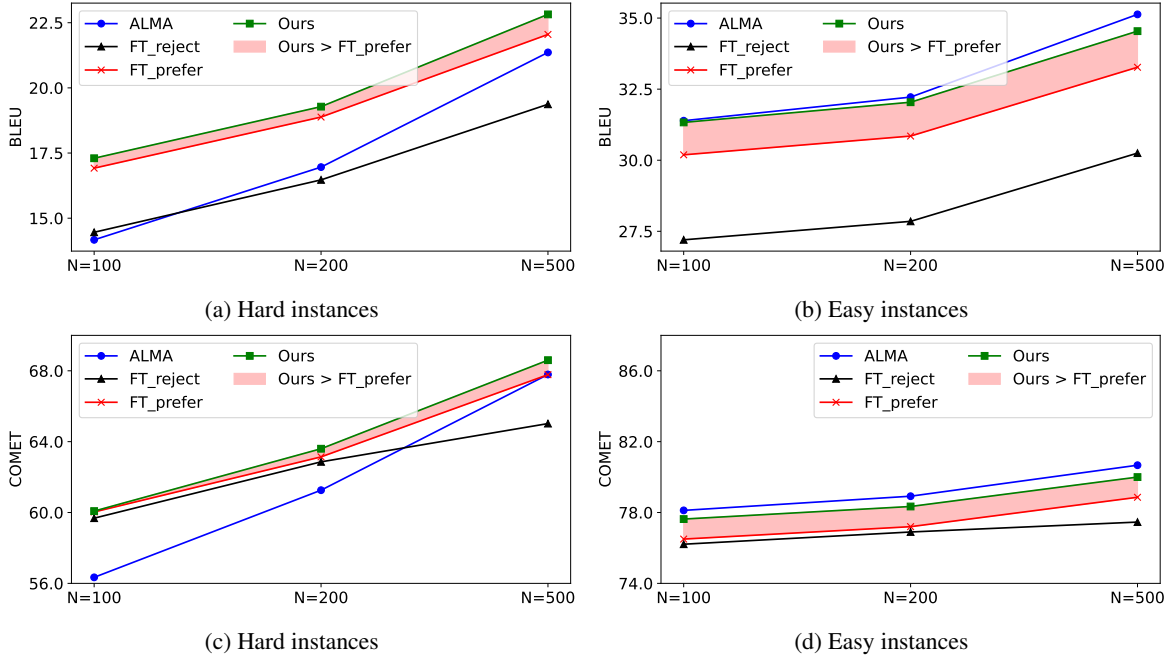 22.5
20.0
17.5
15.0
BLEU
ALMA
FT_reject
FT_prefer
Ours
Ours > FT_prefer
N=100
N=200
N=500
(a) Hard instances
35.0
32.5
30.0
27.5
BLEU
ALMA
FT_reject
FT_prefer
Ours
Ours > FT_prefer
N=100
N=200
N=500
(b) Easy instances
68.0
64.0
60.0
56.0
COMET
ALMA
FT_reject
FT_prefer
Ours
Ours > FT_prefer
N=100
N=200
N=500
(c) Hard instances
86.0
82.0
78.0
74.0
COMET
ALMA
FT_reject
FT_prefer
Ours
Ours > FT_prefer
N=100
N=200
N=500
(d) Easy instances